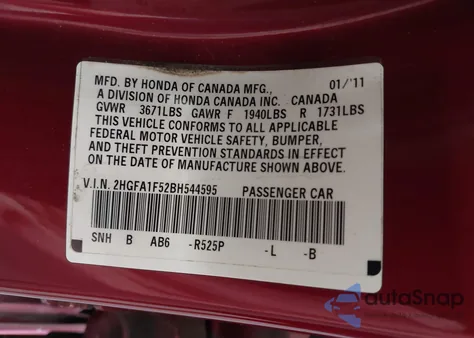 MFD. BY HONDA OF CANADA MFG., 01/'11
A DIVISION OF HONDA CANADA INC. CANADA
GVWR 3671LBS GAWR F 1940LBS R 1731LBS
THIS VEHICLE CONFORMS TO ALL APPLICABLE
FEDERAL MOTOR VEHICLE SAFETY, BUMPER,
AND THEFT PREVENTION STANDARDS IN EFFECT
ON THE DATE OF MANUFACTURE SHOWN ABOVE.
V.I.N. 2HGFA1F52BH544595 PASSENGER CAR
SNH B AB6 -R525P -L -B
autaSnap